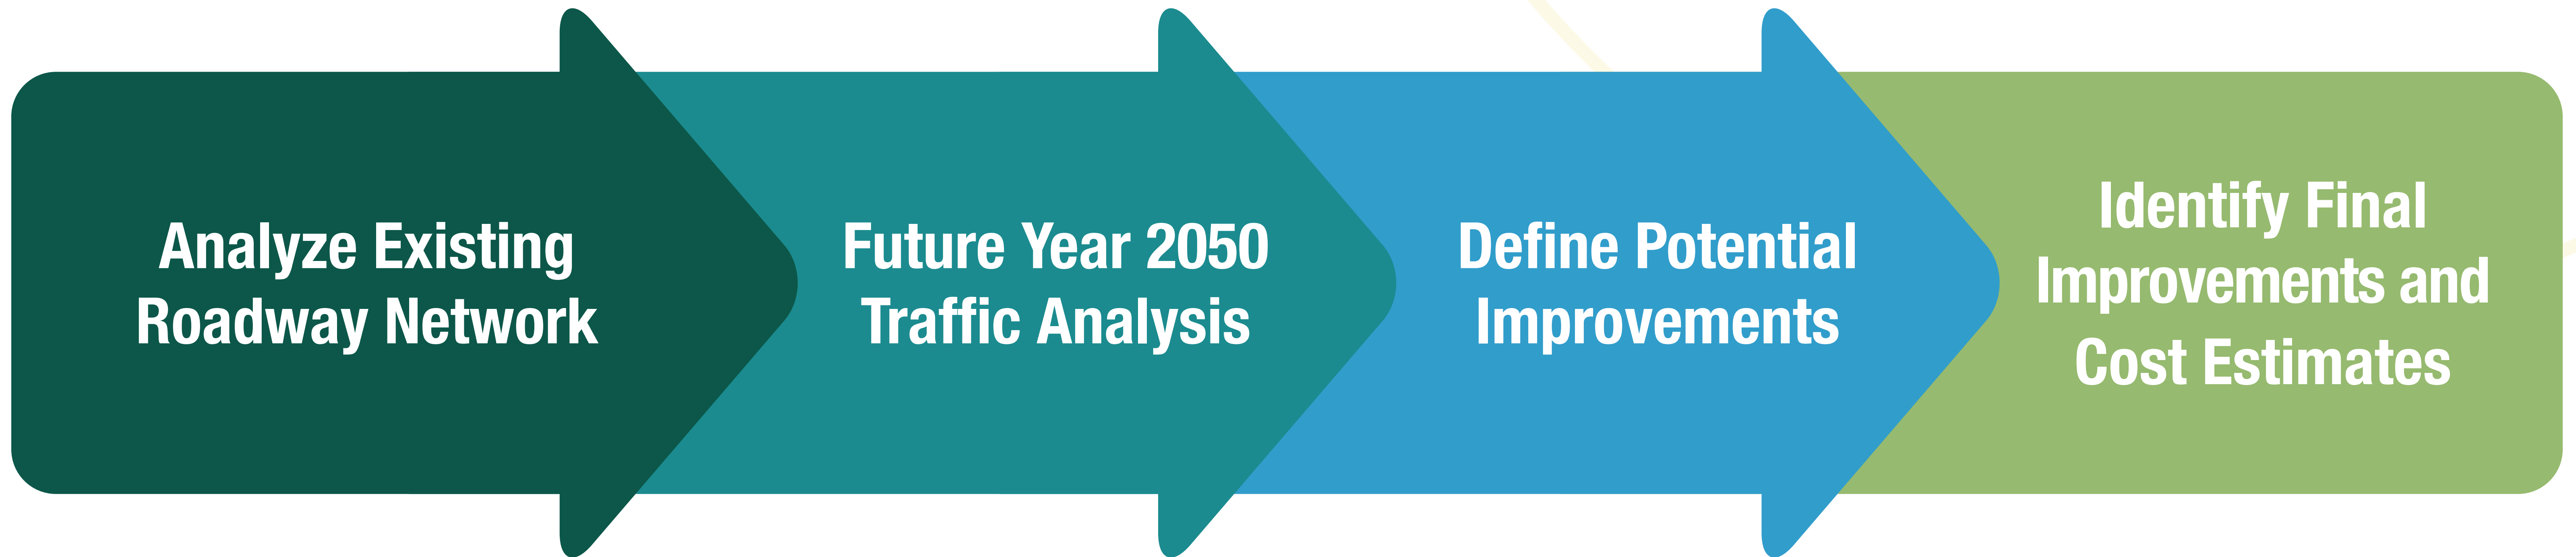 Analyze Existing
Roadway Network
Future Year 2050
Traffic Analysis
Define Potential
Improvements
Identify Final
Improvements and
Cost Estimates